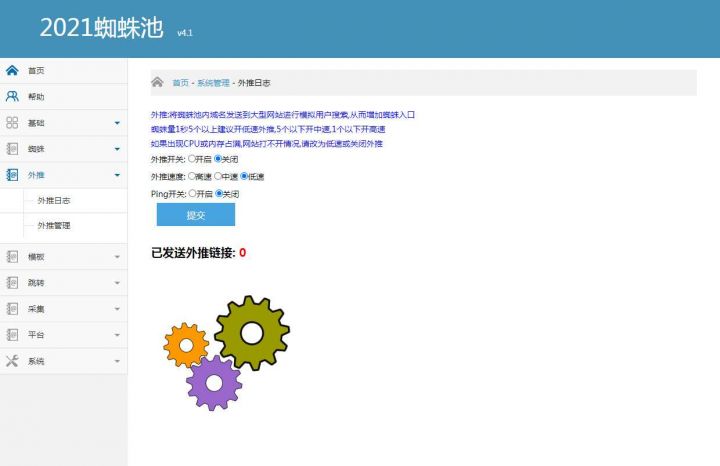 2021蜘蛛池 v4.1
首页
帮助
基础
蜘蛛
外推
外推日志
外推管理
模板
跳转
采集
平台
系统
首页 - 系统管理 - 外推日志
外推:将蜘蛛池内域名发送到大型网站进行模拟用户搜索,从而增加蜘蛛入口
蜘蛛量1秒5个以上建议开低速外推,5个以下开中速,1个以下开高速
如果出现CPU或内存占满,网站打不开情况,请改为低速或关闭外推
外推开关: 开启 关闭
外推速度: 高速 中速 低速
Ping开关: 开启 关闭
提交
已发送外推链接: 0